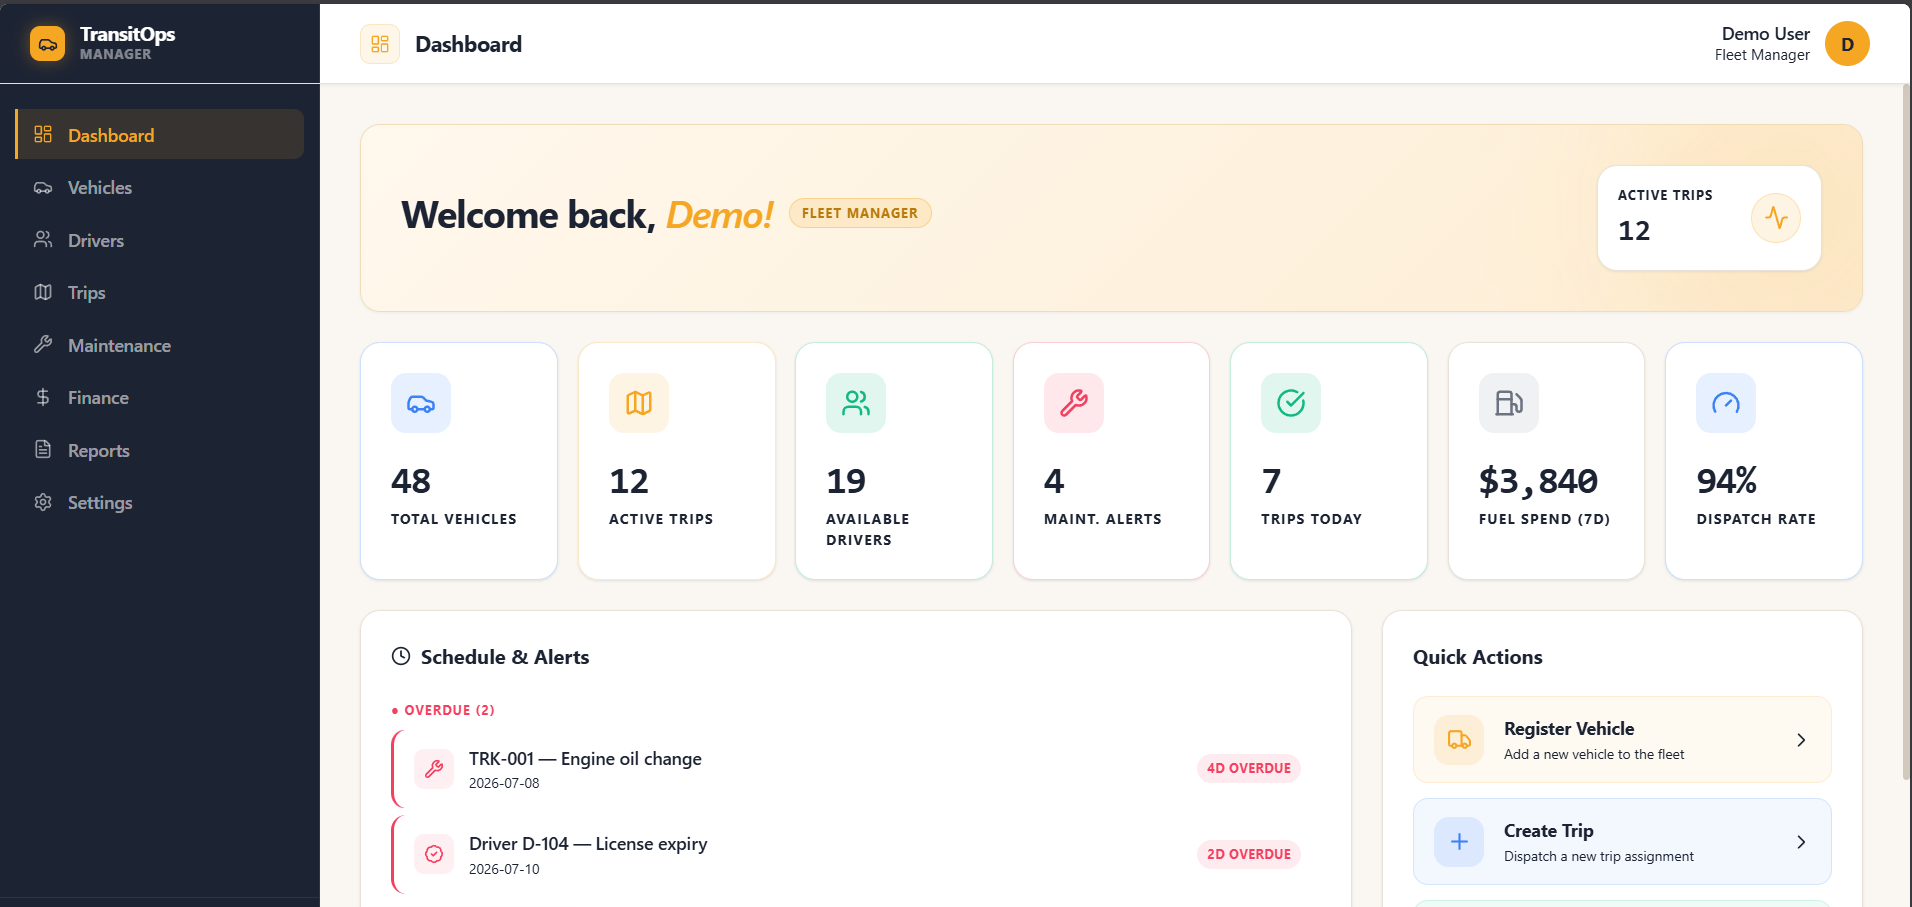 TransitOps
MANAGER
Dashboard
Vehicles
Drivers
Trips
Maintenance
Finance
Reports
Settings
Dashboard
Demo User
Fleet Manager
D
Welcome back, Demo!
FLEET MANAGER
ACTIVE TRIPS
12
48
TOTAL VEHICLES
12
ACTIVE TRIPS
19
AVAILABLE
DRIVERS
4
MAINT. ALERTS
7
TRIPS TODAY
$3,840
FUEL SPEND (7D)
94%
DISPATCH RATE
Schedule & Alerts
• OVERDUE (2)
TRK-001 — Engine oil change
2026-07-08
4D OVERDUE
Driver D-104 — License expiry
2026-07-10
2D OVERDUE
Quick Actions
Register Vehicle
Add a new vehicle to the fleet
Create Trip
Dispatch a new trip assignment